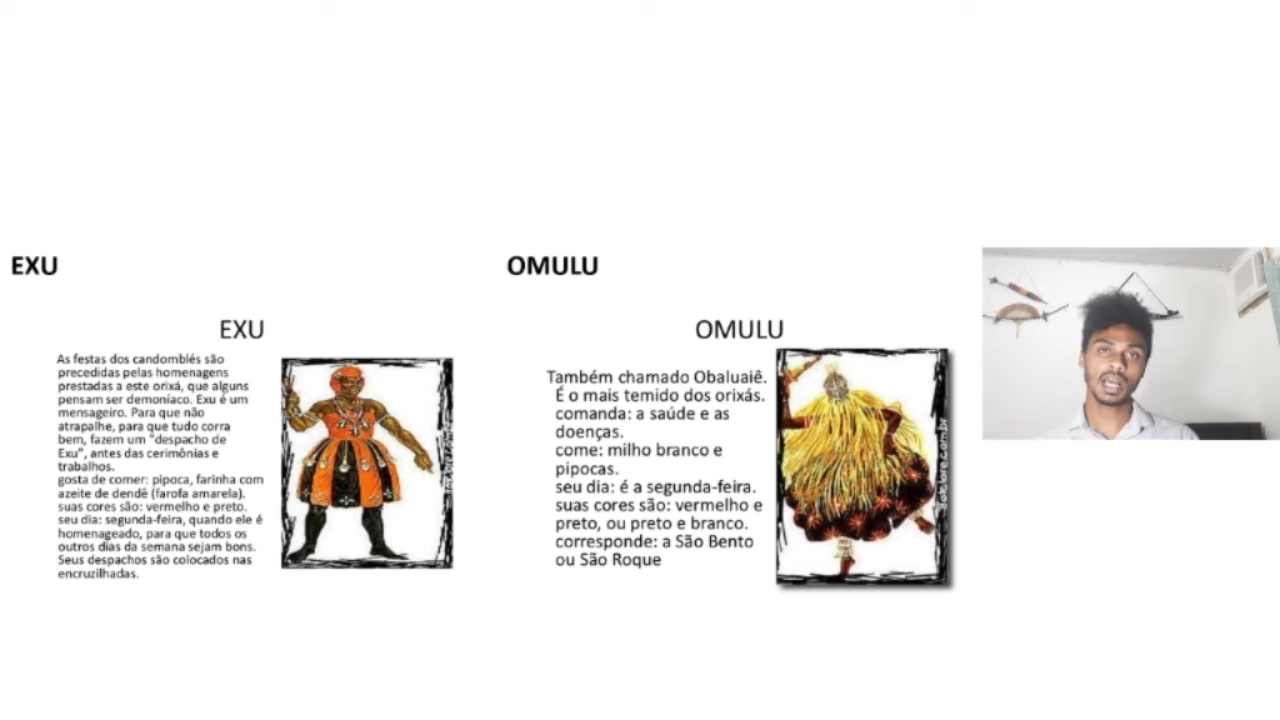 EXU
EXU
As festas dos candomblés são
precedidas pelas homenagens
prestadas a este orixá, que alguns
pensam ser demoníaco. Exu é um
mensageiro. Para que não
atrapalhe, para que tudo corra
bem, fazem um "despacho de
Exu", antes das cerimônias e
trabalhos.
gosta de comer: pipoca, farinha com
azeite de dendê (farofa amarela).
suas cores são: vermelho e preto.
seu dia: segunda-feira, quando ele é
homenageado, para que todos os
outros dias da semana sejam bons.
Seus despachos são colocados nas
encruzilhadas.
OMULU
OMULU
Também chamado Obaluaiê.
É o mais temido dos orixás.
comanda: a saúde e as
doenças.
come: milho branco e
pipocas.
seu dia: é a segunda-feira.
suas cores são: vermelho e
preto, ou preto e branco.
corresponde: a São Bento
ou São Roque